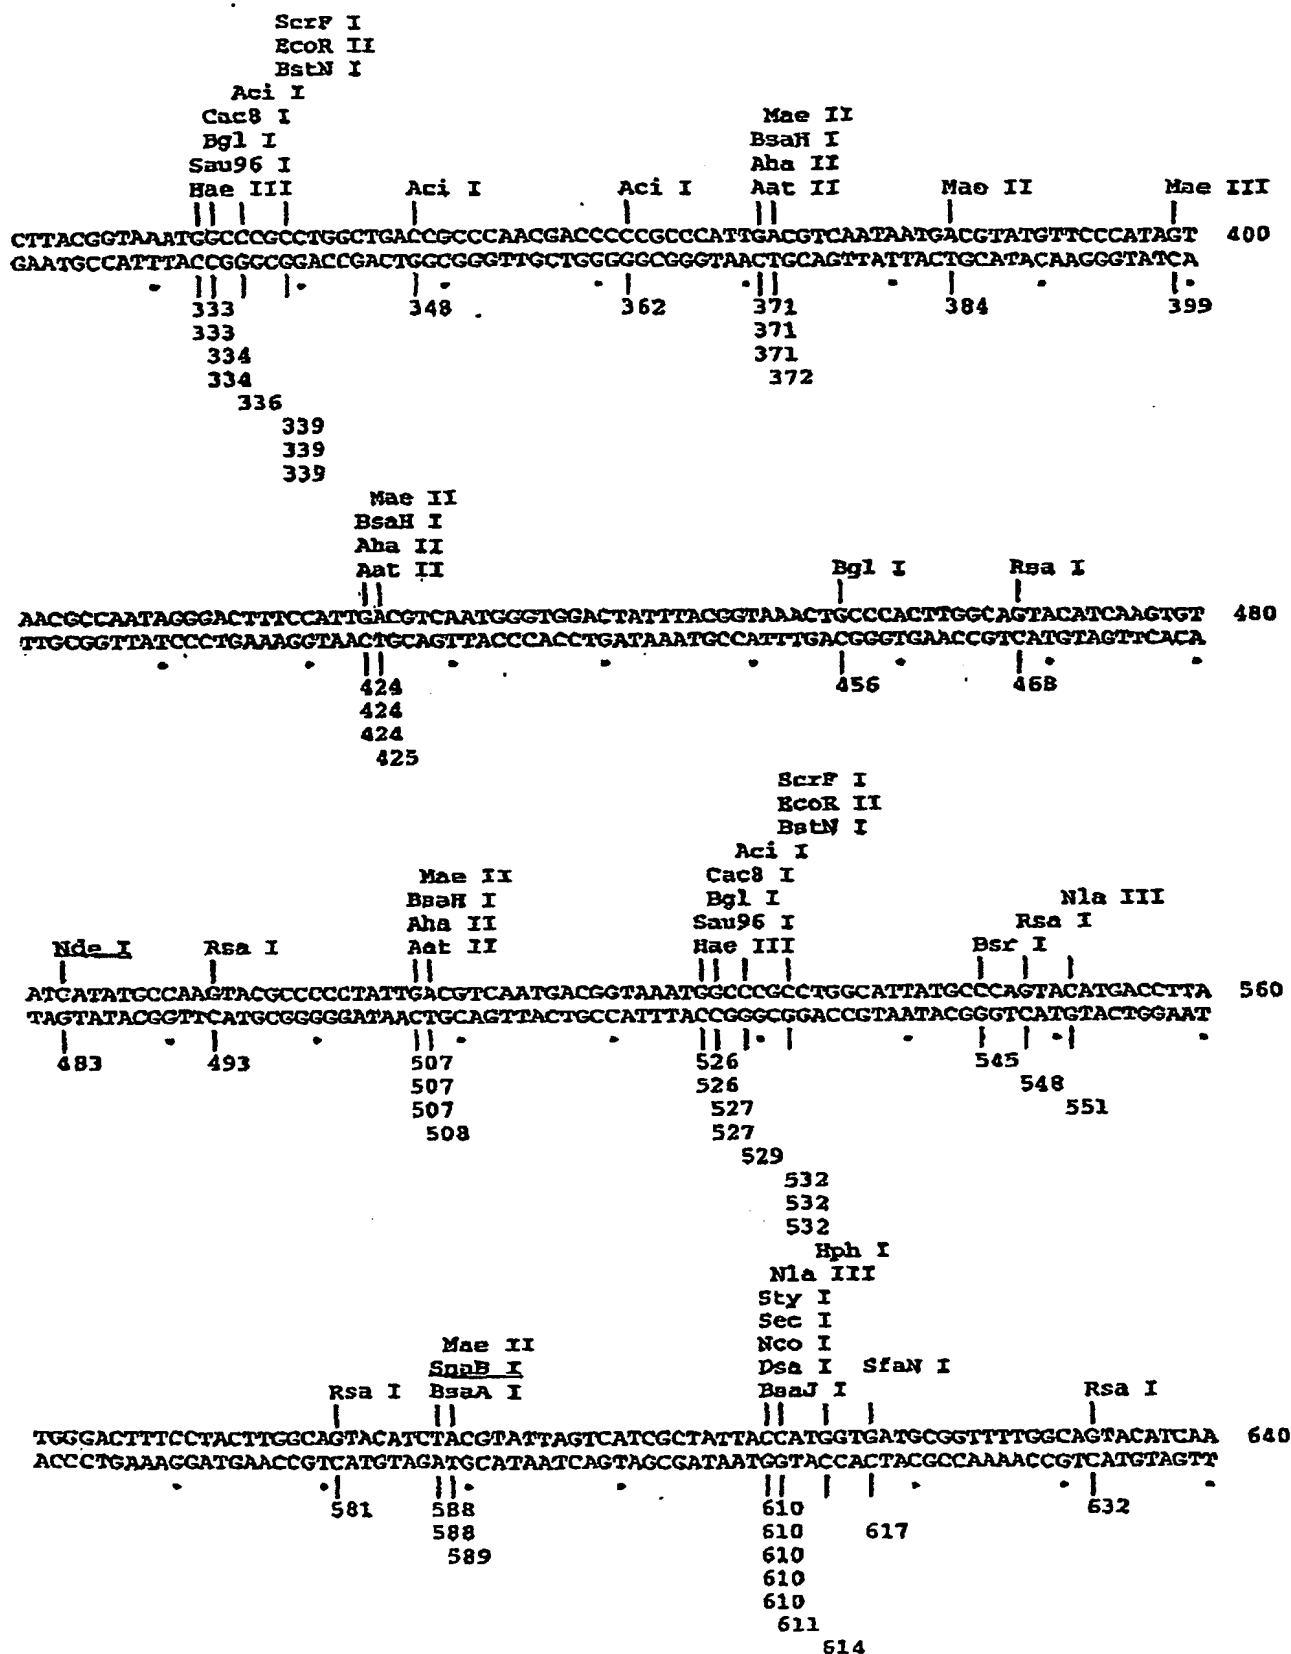 ScrF I
EcoR II
BstN I
Aci I
Cac8 I
Bgl I
Sau96 I
Hae III Aci I Aci I
Mae II
BsaH I
Aha II
Aat II Mae II Mae III
CTTACGGTAAATGGCCCGCCTGGCTGACCGCCCAACGACCCCCGCCCATTGACGTCAATAATGACGTATGTTCCCATAGT 400
GAATGCCATTTACCGGGCGGACCGACTGGCGGGTTGCTGGGGGCGGGTAACTGCAGTTATTACTGCATACAAGGGTATCA
333 348 362 371 384 399
333 371
334 371
334 372
336
339
339
339
Mae II
BsaH I
Aha II
Aat II Bgl I Rsa I
AACGCCAATAGGGACTTTCCATTGACGTCAATGGGTGGACTATTTACGGTAAACTGCCCACTTGGCAGTACATCAAGTGT 480
TTGCGGTTATCCCTGAAAGGTAACTGCAGTTACCCACCTGATAAATGCCATTTGACGGGTGAACCGTCATGTAGTTCACA
424 456 468
424
424
425
ScrF I
EcoR II
BstN I
Aci I
Mae II Cac8 I
BsaH I Bgl I Nla III
Aha II Sau96 I Rsa I
Nde I Rsa I Aat II Hae III Bsr I
ATCATATGCCAAGTACGCCCCCTATTGACGTCAATGACGGTAAATGGCCCGCCTGGCATTATGCCCAGTACATGACCTTA 560
TAGTATACGGTTCATGCGGGGGATAACTGCAGTTACTGCCATTTACCGGGCGGACCGTAATACGGGTCATGTACTGGAAT
483 493 507 526 545
507 526 548
507 527 551
508 527
529
532
532
532
Hph I
Nla III
Sty I
Sec I
Mae II Nco I
SnaB I Dsa I SfaN I
Rsa I BsaA I BsaJ I Rsa I
TGGGACTTTCCTACTTGGCAGTACATCTACGTATTAGTCATCGCTATTACCATGGTGATGCGGTTTTGGCAGTACATCAA 640
ACCCTGAAAGGATGAACCGTCATGTAGATGCATAATCAGTAGCGATAATGGTACCACTACGCCAAAACCGTCATGTAGTT
581 588 610 632
588 610 617
589 610
610
610
611
614